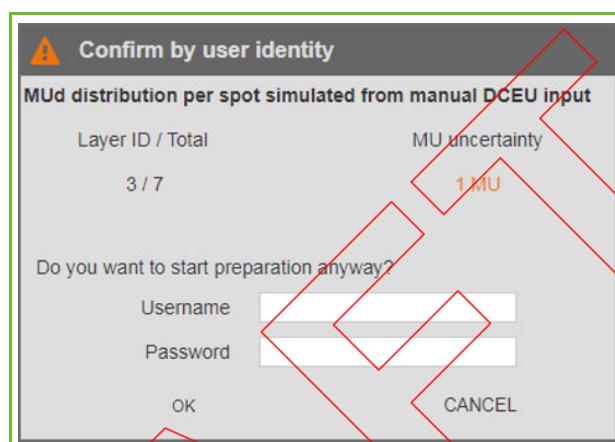 Confirm by user identity
MUd distribution per spot simulated from manual DCEU input
Layer ID / Total MU uncertainty
3 / 7 1 MU
Do you want to start preparation anyway?
Username
Password
OK CANCEL